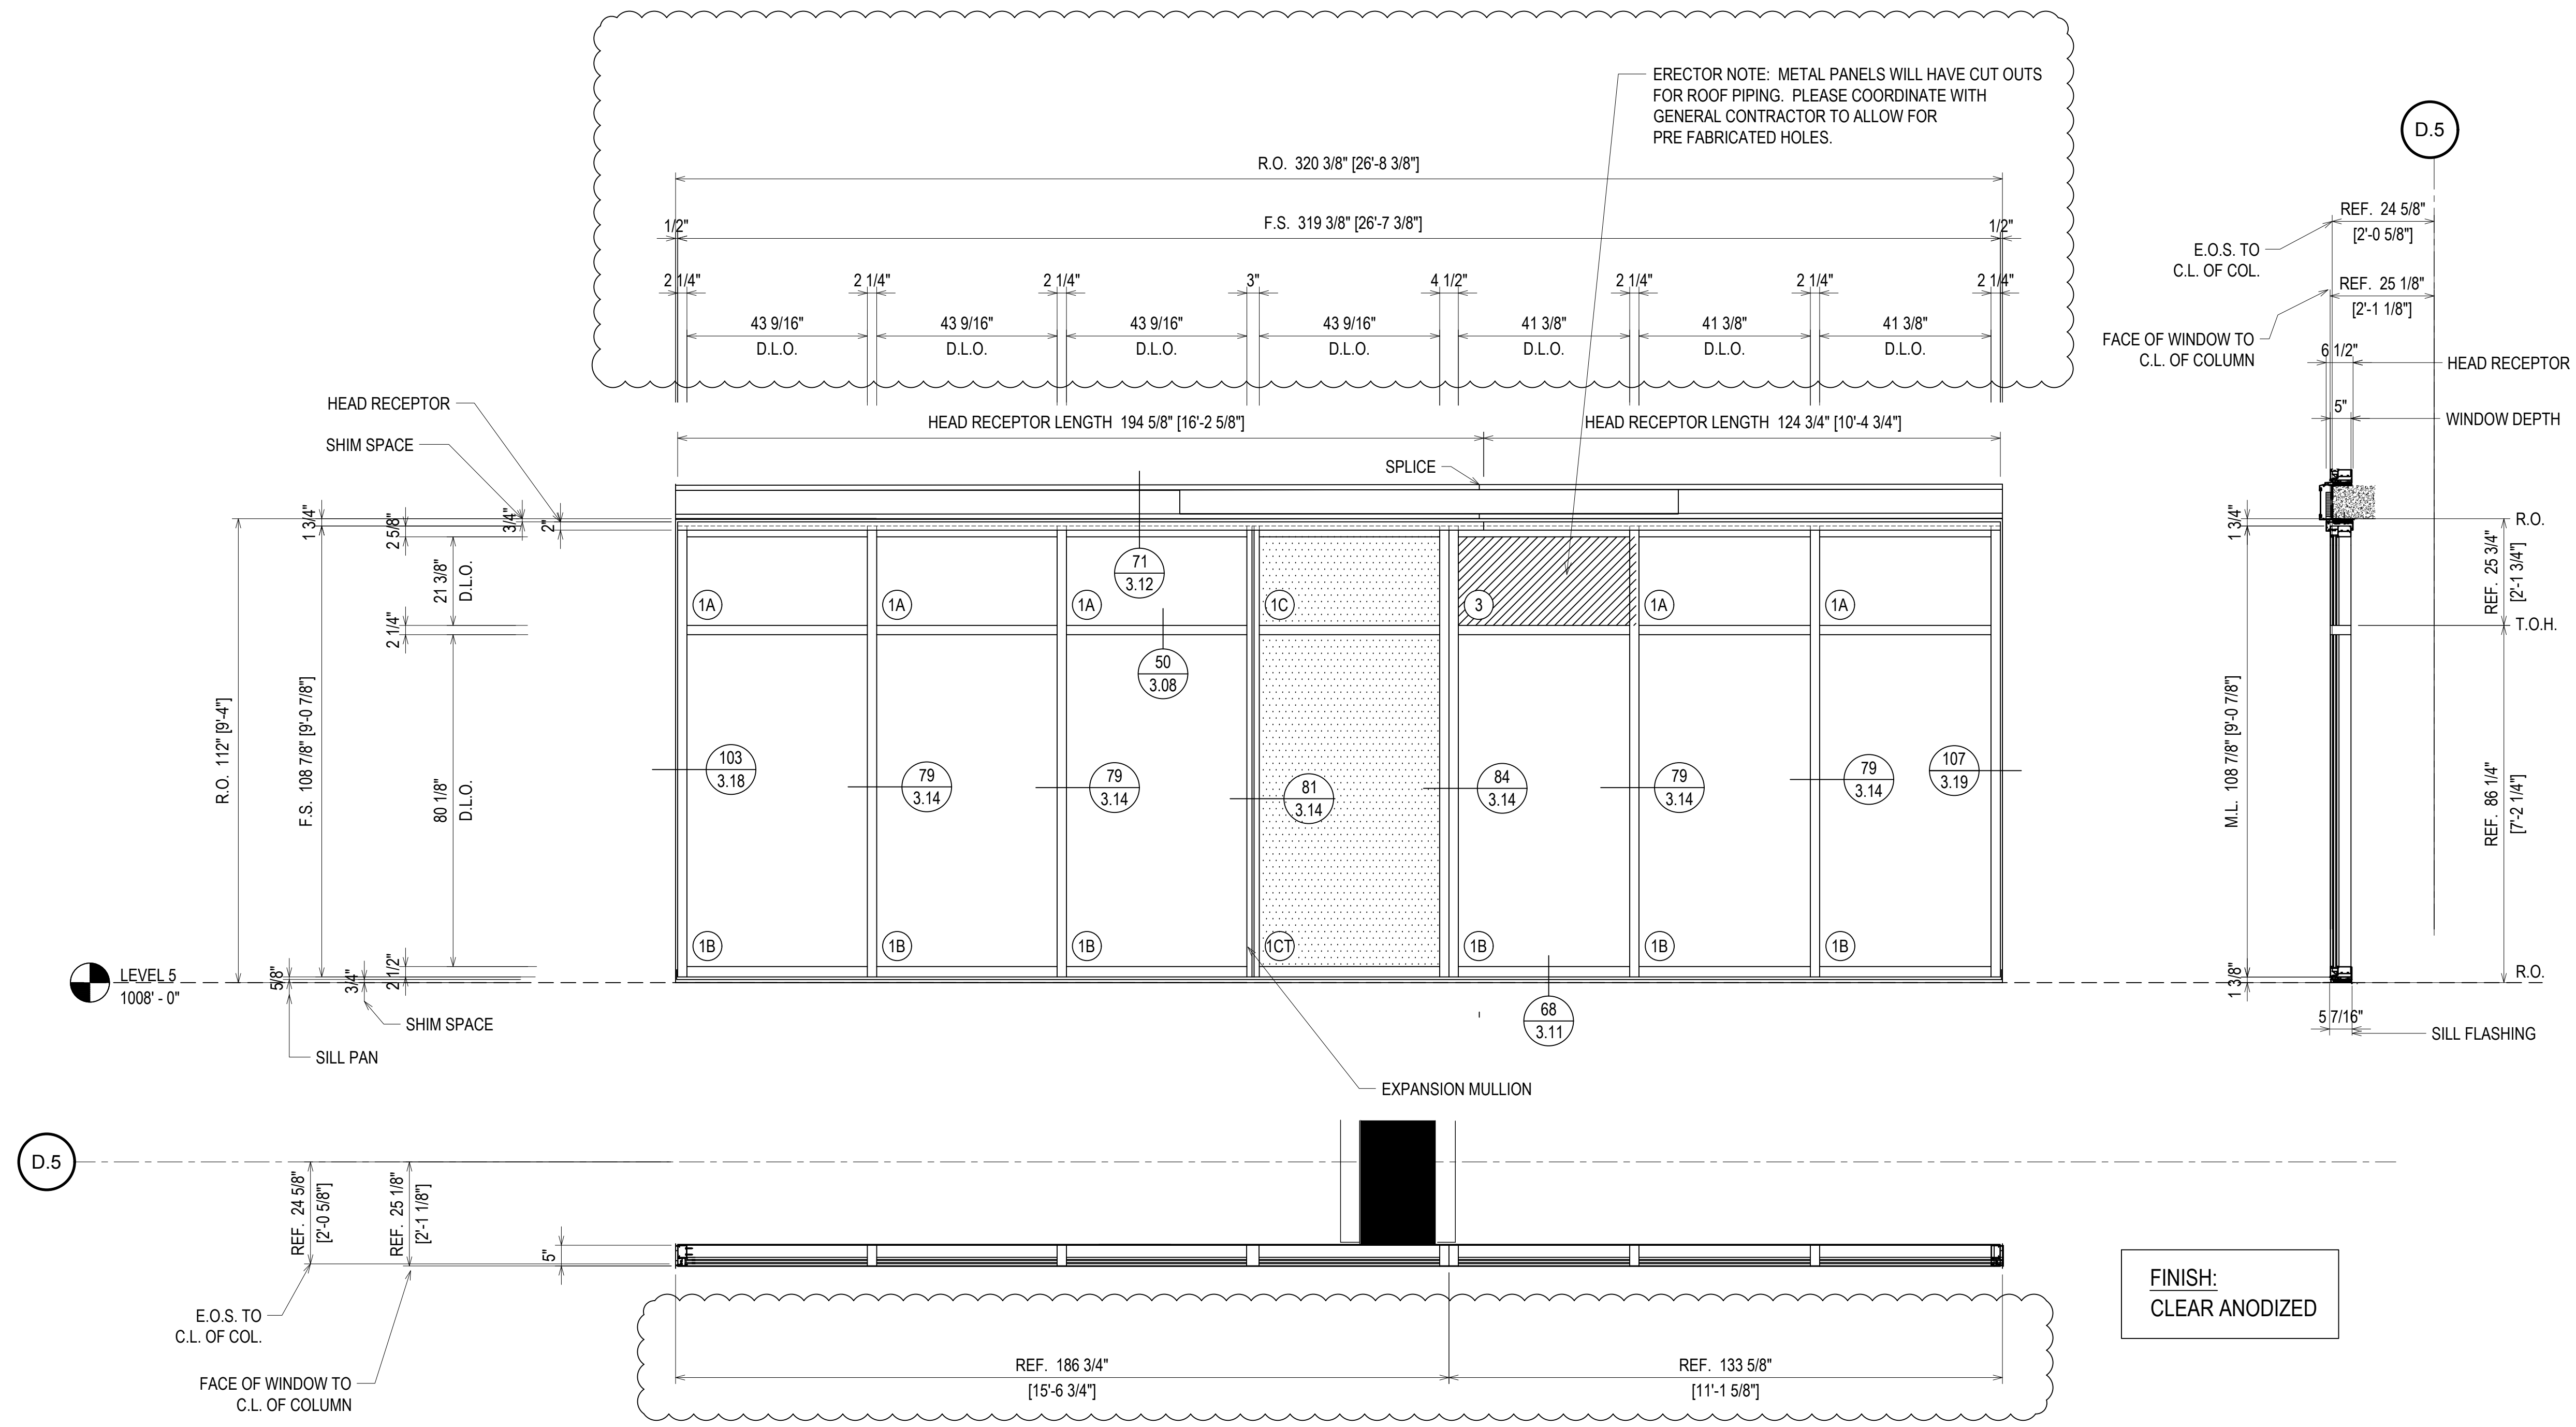 ERECTOR NOTE: METAL PANELS WILL HAVE CUT OUTS
FOR ROOF PIPING. PLEASE COORDINATE WITH
GENERAL CONTRACTOR TO ALLOW FOR
PRE FABRICATED HOLES.
R.O. 320 3/8" [26'-8 3/8"]
1/2"
F.S. 319 3/8" [26'-7 3/8"]
1/2"
2 1/4"
2 1/4"
2 1/4"
3"
4 1/2"
2 1/4"
2 1/4"
2 1/4"
43 9/16"
D.L.O.
43 9/16"
D.L.O.
43 9/16"
D.L.O.
43 9/16"
D.L.O.
41 3/8"
D.L.O.
41 3/8"
D.L.O.
41 3/8"
D.L.O.
HEAD RECEPTOR LENGTH 194 5/8" [16'-2 5/8"]
HEAD RECEPTOR LENGTH 124 3/4" [10'-4 3/4"]
SPLICE
HEAD RECEPTOR
SHIM SPACE
R.O. 112" [9'-4"]
1 3/4"
F.S. 108 7/8" [9'-0 7/8"]
2 5/8"
21 3/8"
D.L.O.
2 1/4"
80 1/8"
D.L.O.
2 1/2"
3/4"
2"
5/8"
3/4"
LEVEL 5
1008' - 0"
SHIM SPACE
SILL PAN
71
3.12
50
3.08
1A
1A
1A
1C
3
1A
1A
103
3.18
79
3.14
79
3.14
81
3.14
84
3.14
79
3.14
79
3.14
107
3.19
1B
1B
1B
1CT
1B
1B
1B
68
3.11
EXPANSION MULLION
D.5
REF. 24 5/8"
[2'-0 5/8"]
E.O.S. TO
C.L. OF COL.
REF. 25 1/8"
[2'-1 1/8"]
FACE OF WINDOW TO
C.L. OF COLUMN
6 1/2"
HEAD RECEPTOR
5"
WINDOW DEPTH
1 3/4"
R.O.
REF. 25 3/4"
[2'-1 3/4"]
T.O.H.
M.L. 108 7/8" [9'-0 7/8"]
REF. 86 1/4"
[7'-2 1/4"]
1 3/8"
R.O.
5 7/16"
SILL FLASHING
D.5
REF. 24 5/8"
[2'-0 5/8"]
REF. 25 1/8"
[2'-1 1/8"]
5"
E.O.S. TO
C.L. OF COL.
FACE OF WINDOW TO
C.L. OF COLUMN
REF. 186 3/4"
[15'-6 3/4"]
REF. 133 5/8"
[11'-1 5/8"]
FINISH:
CLEAR ANODIZED